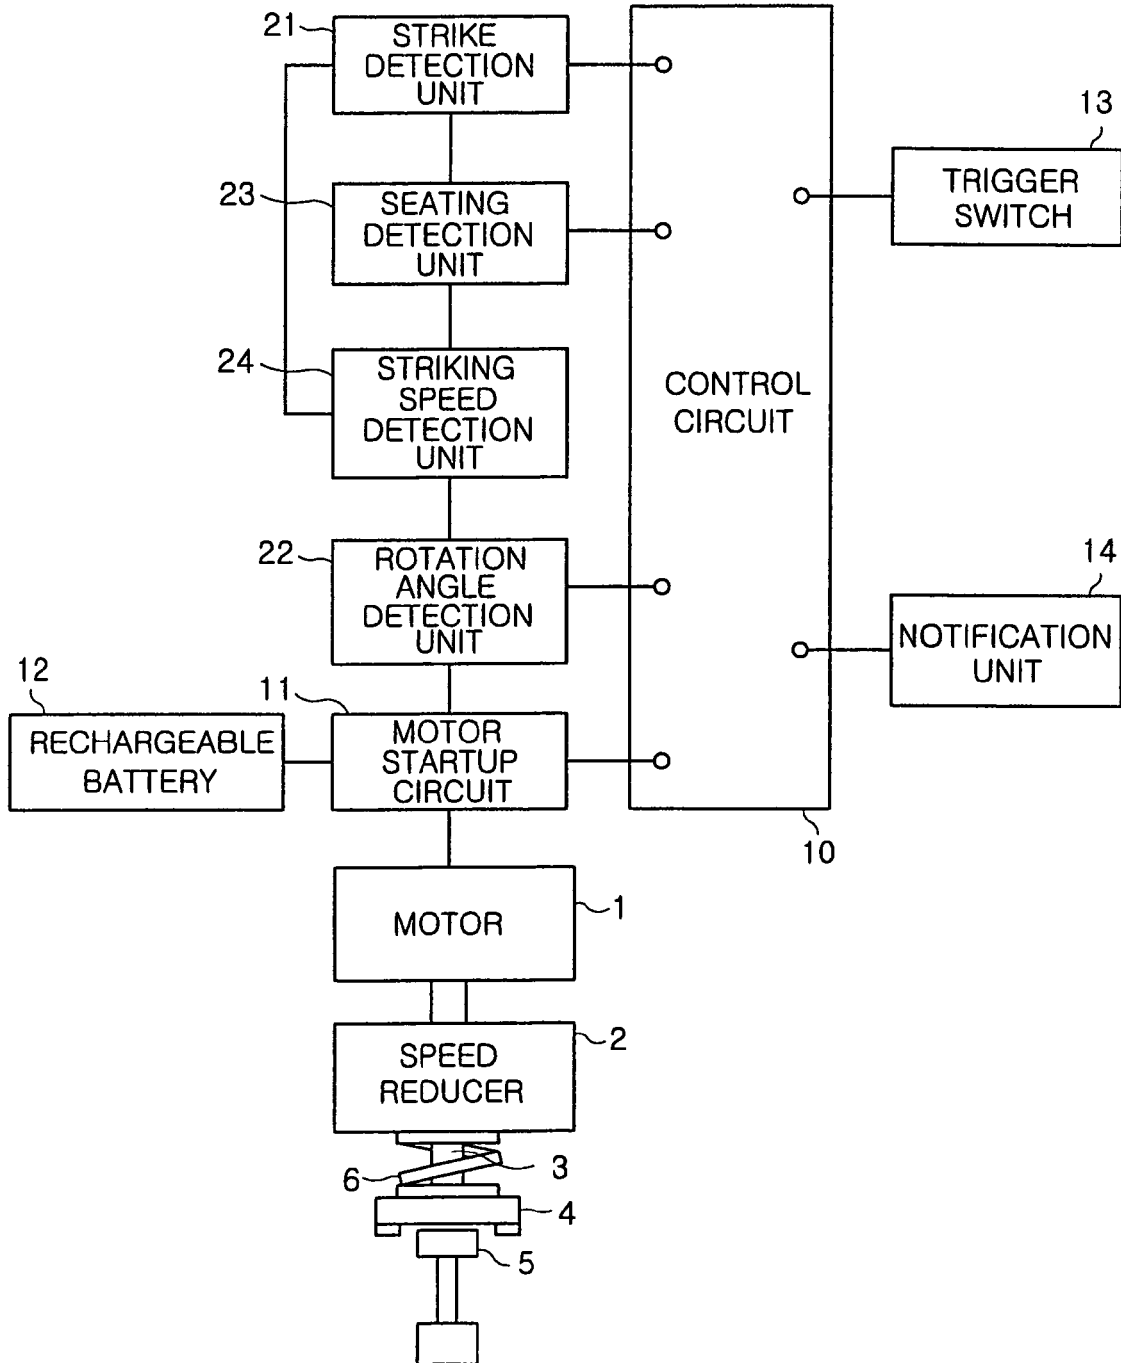 21
STRIKE
DETECTION
UNIT
13
TRIGGER
SWITCH
23
SEATING
DETECTION
UNIT
24
STRIKING
SPEED
DETECTION
UNIT
CONTROL
CIRCUIT
22
ROTATION
ANGLE
DETECTION
UNIT
14
NOTIFICATION
UNIT
12
RECHARGEABLE
BATTERY
11
MOTOR
STARTUP
CIRCUIT
10
MOTOR
1
SPEED
REDUCER
2
3
6
4
5